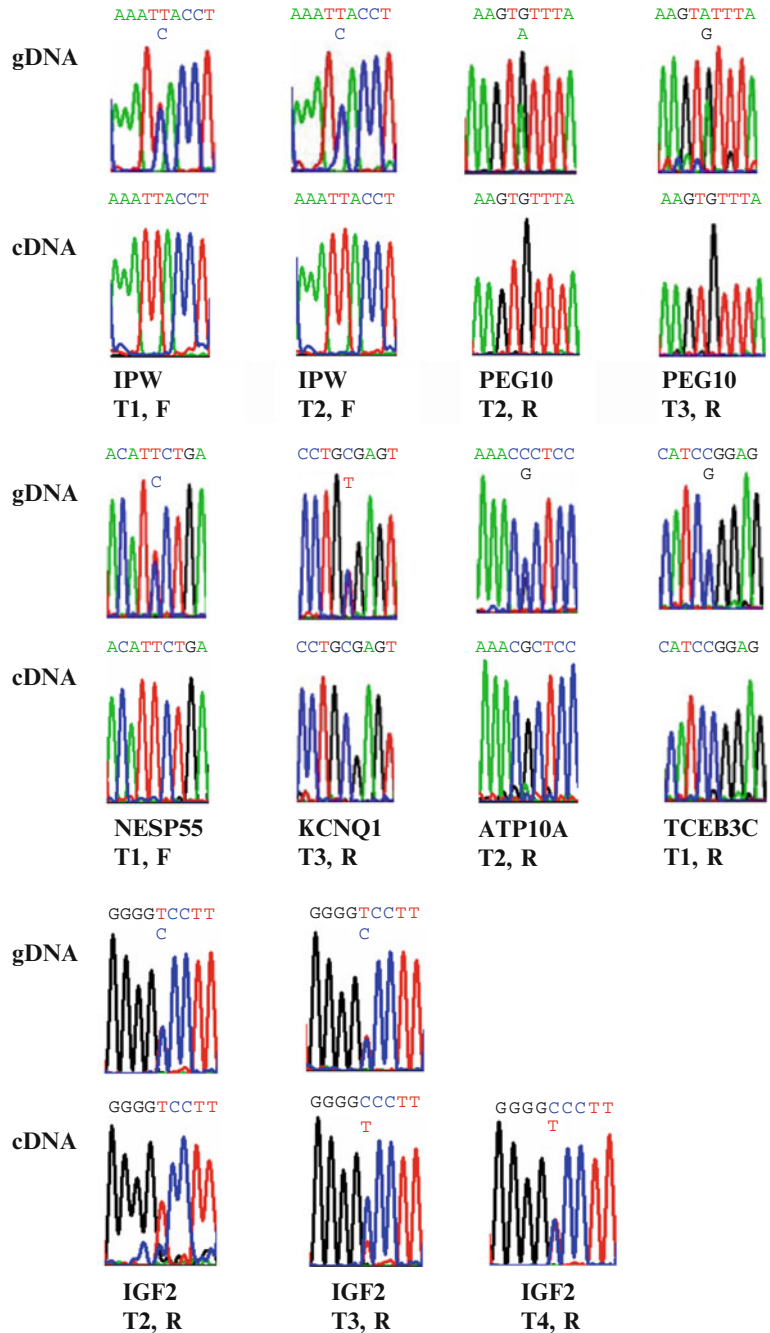 AAATTACCT AAATTACCT AAGTGTTTA AAGTATTTA
C C A G
gDNA
AAATTACCT AAATTACCT AAGTGTTTA AAGTGTTTA
cDNA
IPW IPW PEG10 PEG10
T1, F T2, F T2, R T3, R
ACATTCTGA CCTGCGAGT AAACCCTCC CATCCGGAG
C T G G
gDNA
ACATTCTGA CCTGCGAGT AAACGCTCC CATCCGGAG
cDNA
NESP55 KCNQ1 ATP10A TCEB3C
T1, F T3, R T2, R T1, R
GGGGTCCTT GGGGTCCTT
C C
gDNA
GGGGTCCTT GGGGCCCTT GGGGCCCTT
T T
cDNA
IGF2 IGF2 IGF2
T2, R T3, R T4, R